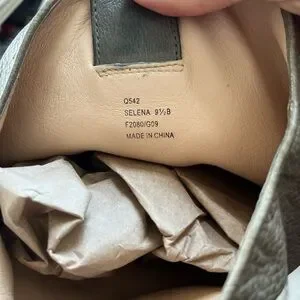 Q542
SELENA 9½B
F2080/G09
MADE IN CHINA